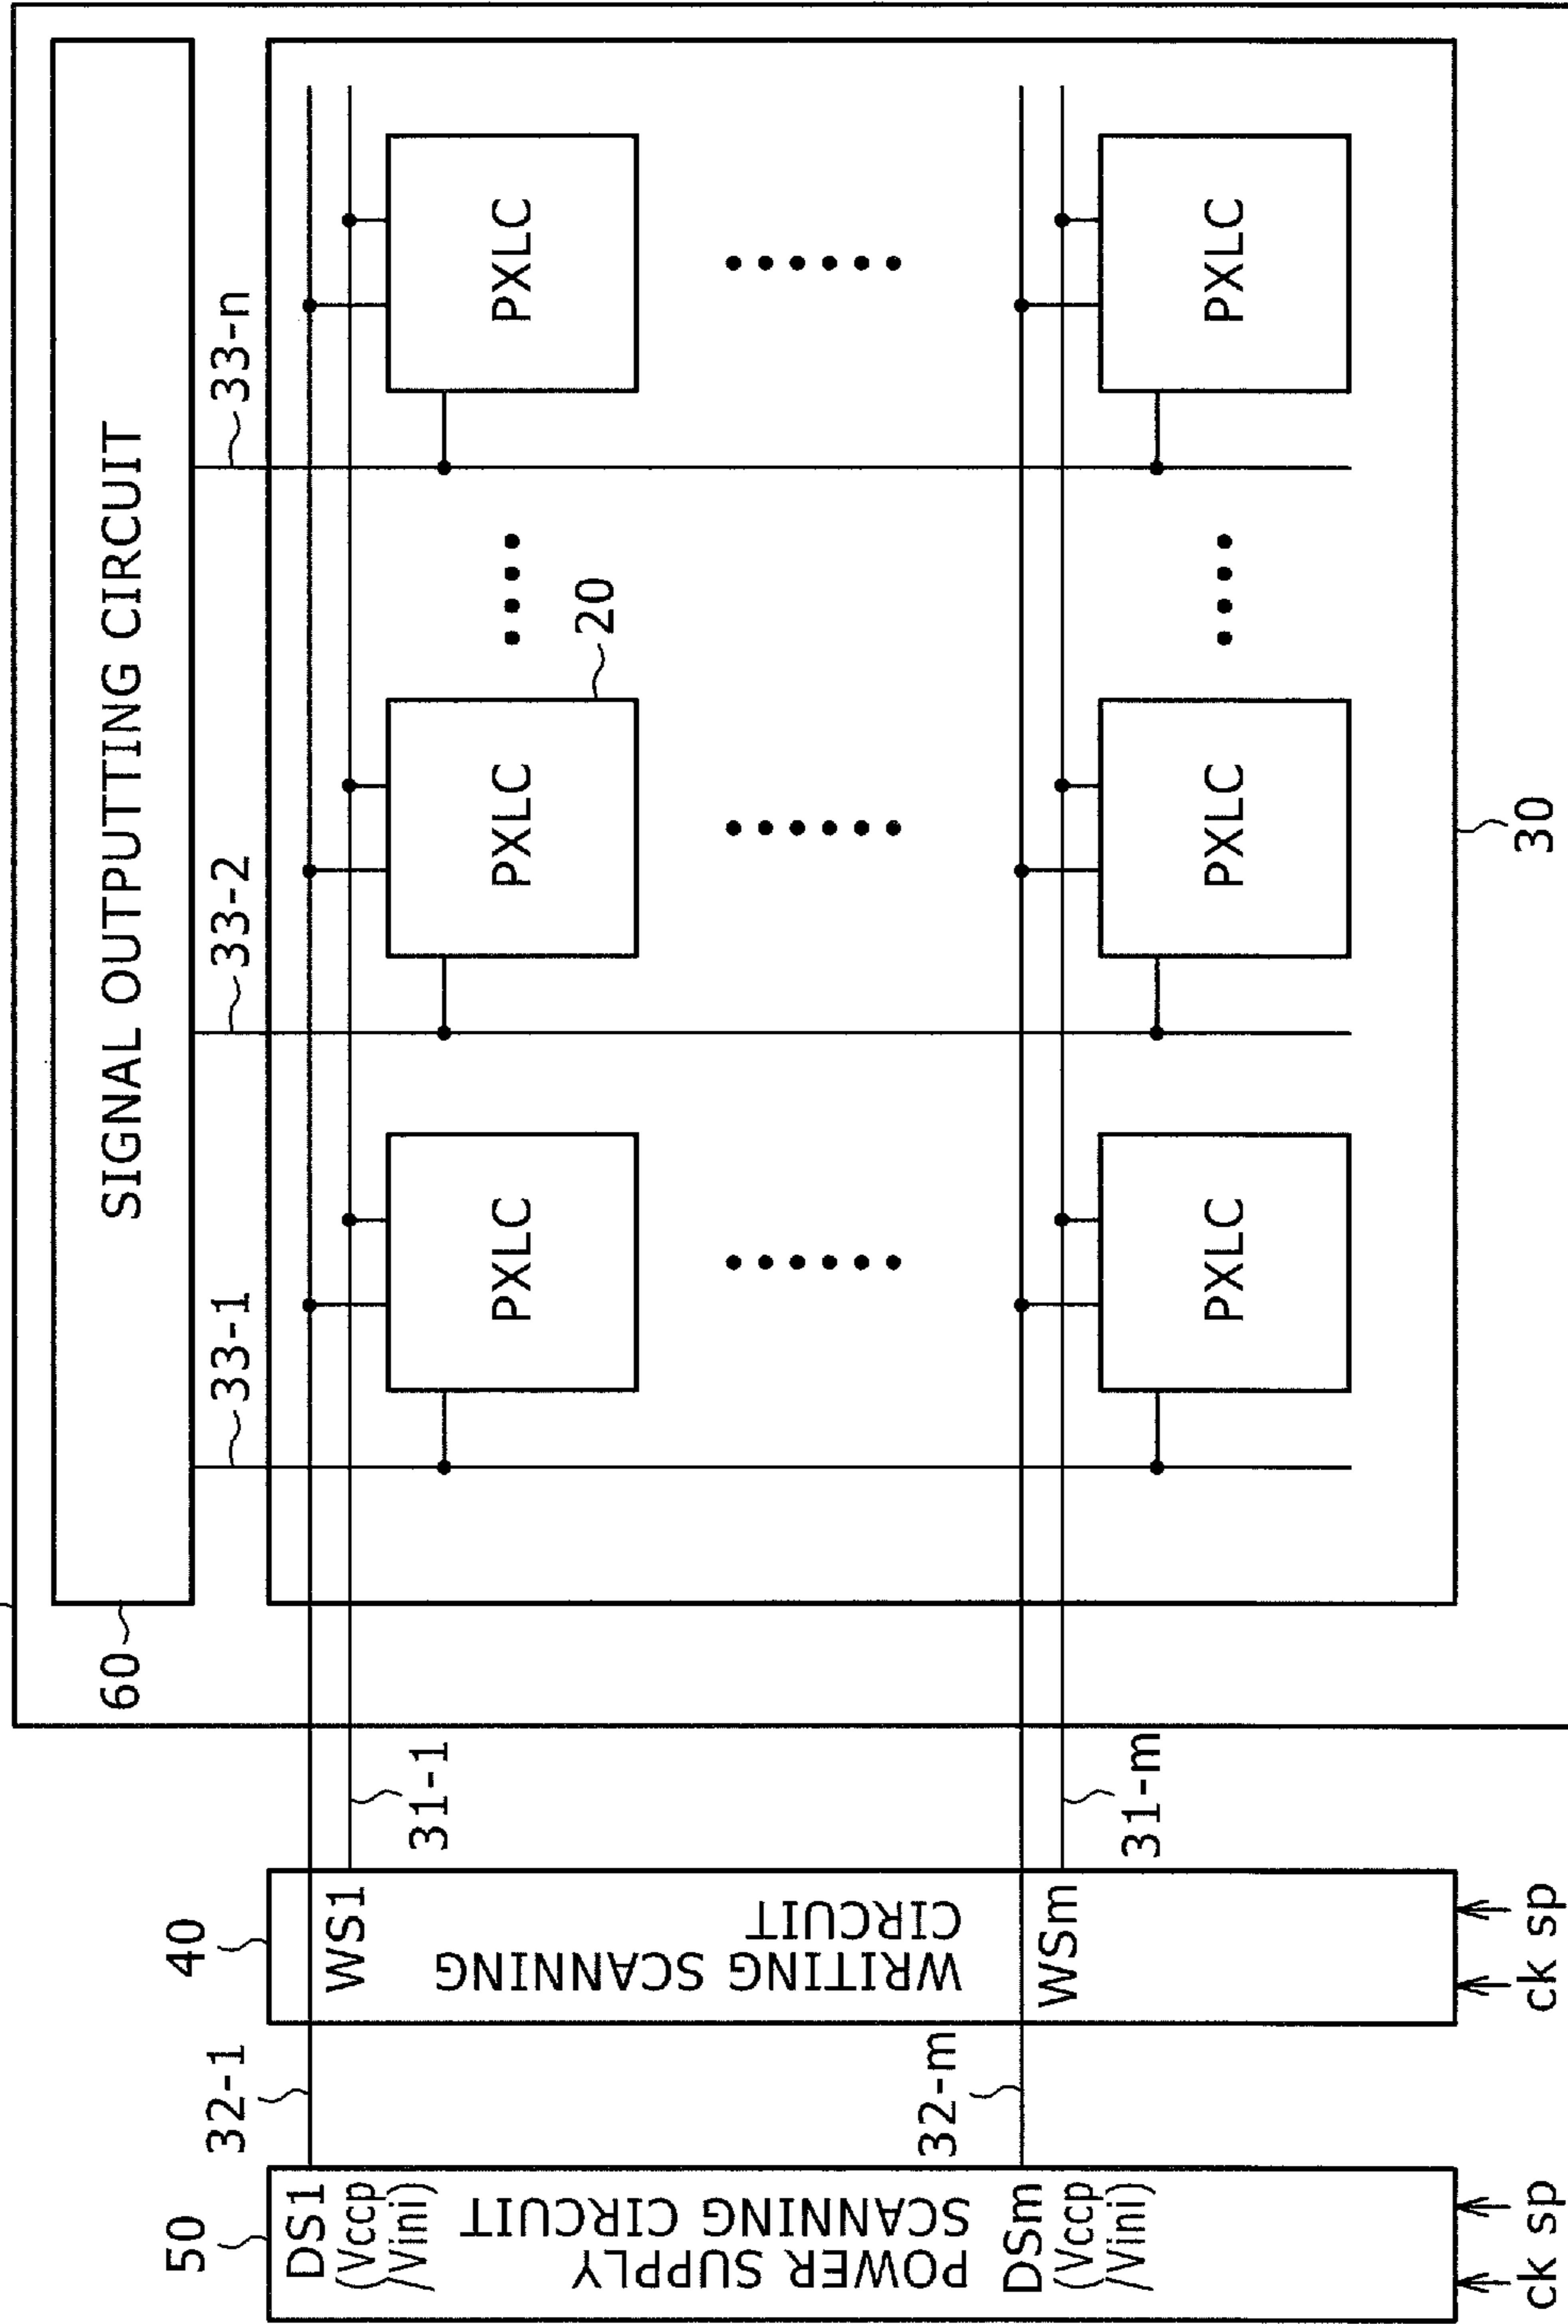 SIGNAL OUTPUTTING CIRCUIT
60
33-1
33-2
33-n
50
32-1
40
DS1
(Vccp
/Vini)
WS1
31-1
PXLC
PXLC
PXLC
20
POWER SUPPLY
SCANNING CIRCUIT
WRITING SCANNING
CIRCUIT
32-m
DSm
(Vccp
/Vini)
WSm
31-m
PXLC
PXLC
PXLC
ck sp
ck sp
30